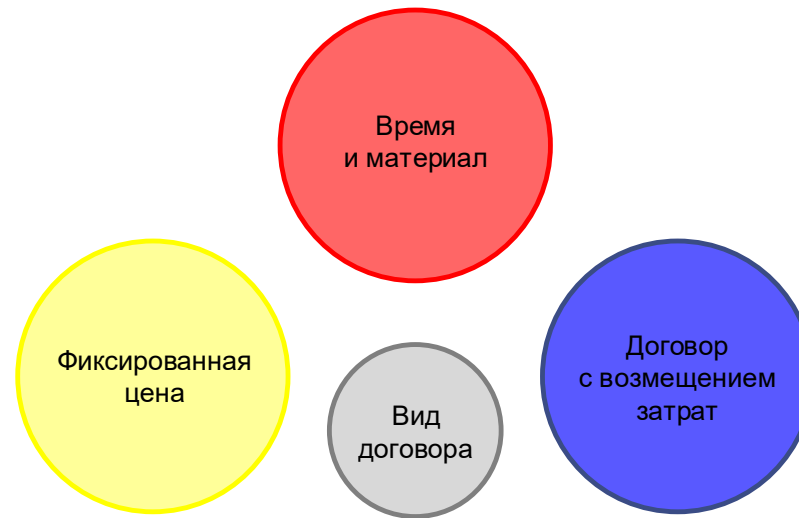 Время
и материал
Фиксированная
цена
Договор
с возмещением
затрат
Вид
договора